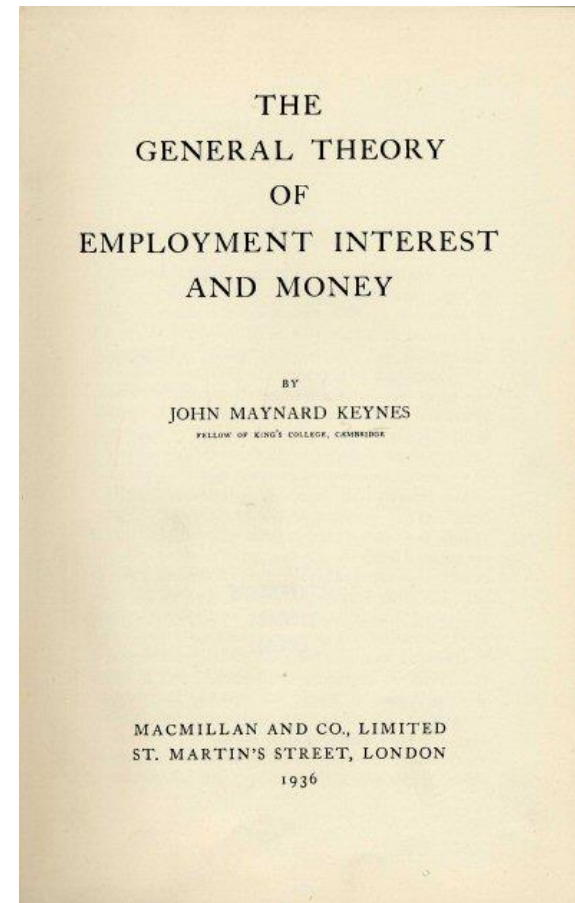 THE
GENERAL THEORY
OF
EMPLOYMENT INTEREST
AND MONEY
BY
JOHN MAYNARD KEYNES
FELLOW OF KING'S COLLEGE, CAMBRIDGE
MACMILLAN AND CO., LIMITED
ST. MARTIN'S STREET, LONDON
1936